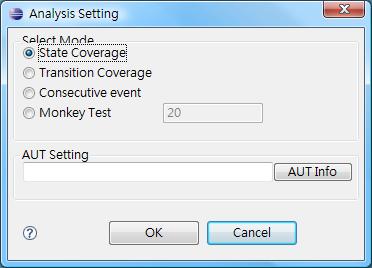 Analysis Setting
Select Mode
State Coverage
Transition Coverage
Consecutive event
Monkey Test 20
AUT Setting
AUT Info
? OK Cancel